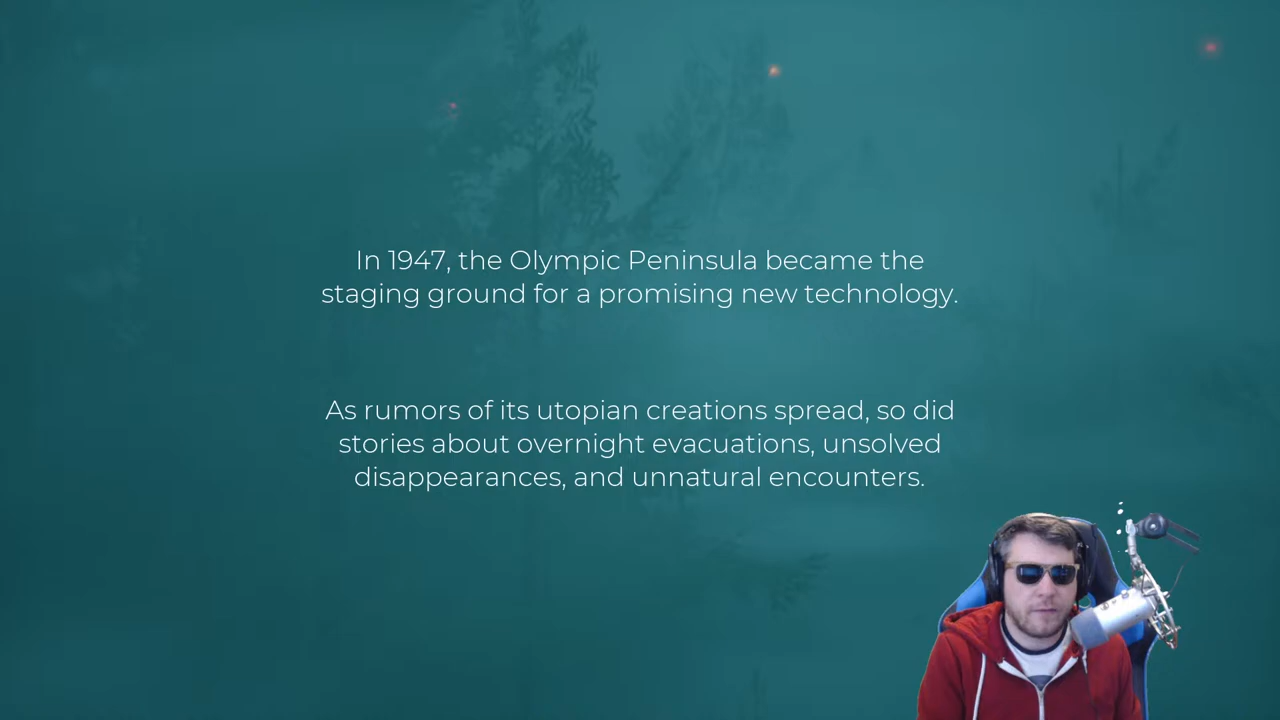 In 1947, the Olympic Peninsula became the
staging ground for a promising new technology.
As rumors of its utopian creations spread, so did
stories about overnight evacuations, unsolved
disappearances, and unnatural encounters.